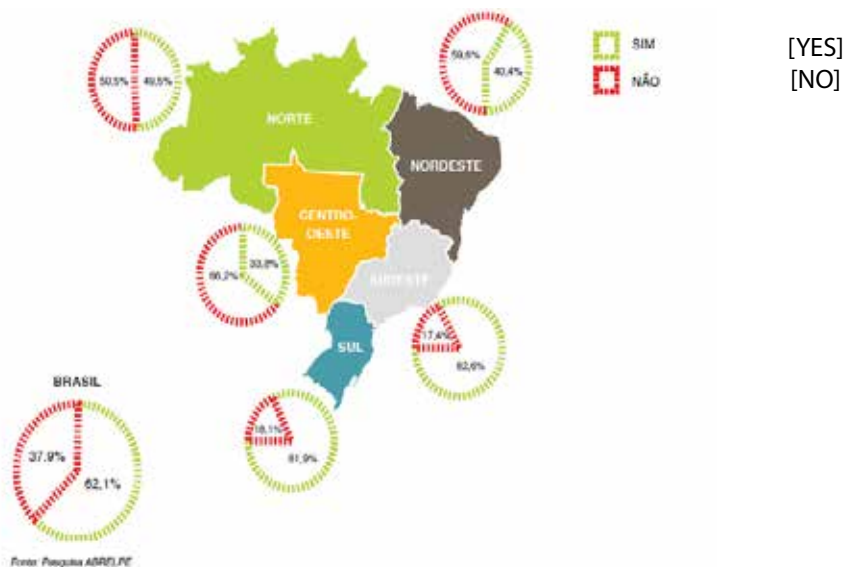 50,5%
49,5%
59,6%
40,4%
SIM
[YES]
NÃO
[NO]
NORTE
NORDESTE
CENTRO-
OESTE
SUDESTE
66,2%
33,8%
SUL
17,4%
82,6%
18,1%
81,9%
BRASIL
37,9%
62,1%
Fonte: Pesquisa ABRELPE